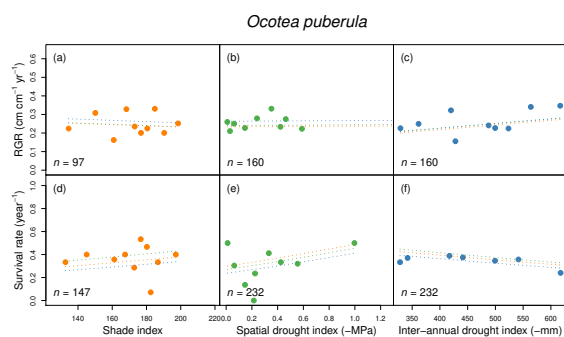 Ocotea puberula
(a)
(b)
(c)
RGR (cm cm⁻¹ yr⁻¹)
0.0 0.1 0.2 0.3 0.4 0.5 0.6
n = 97
n = 160
n = 160
(d)
(e)
(f)
Survival rate (year⁻¹)
0.0 0.2 0.4 0.6 0.8 1.0
n = 147
n = 232
n = 232
140 160 180 200 220
0.0 0.2 0.4 0.6 0.8 1.0 1.2
350 400 450 500 550 600
Shade index
Spatial drought index (−MPa)
Inter−annual drought index (−mm)